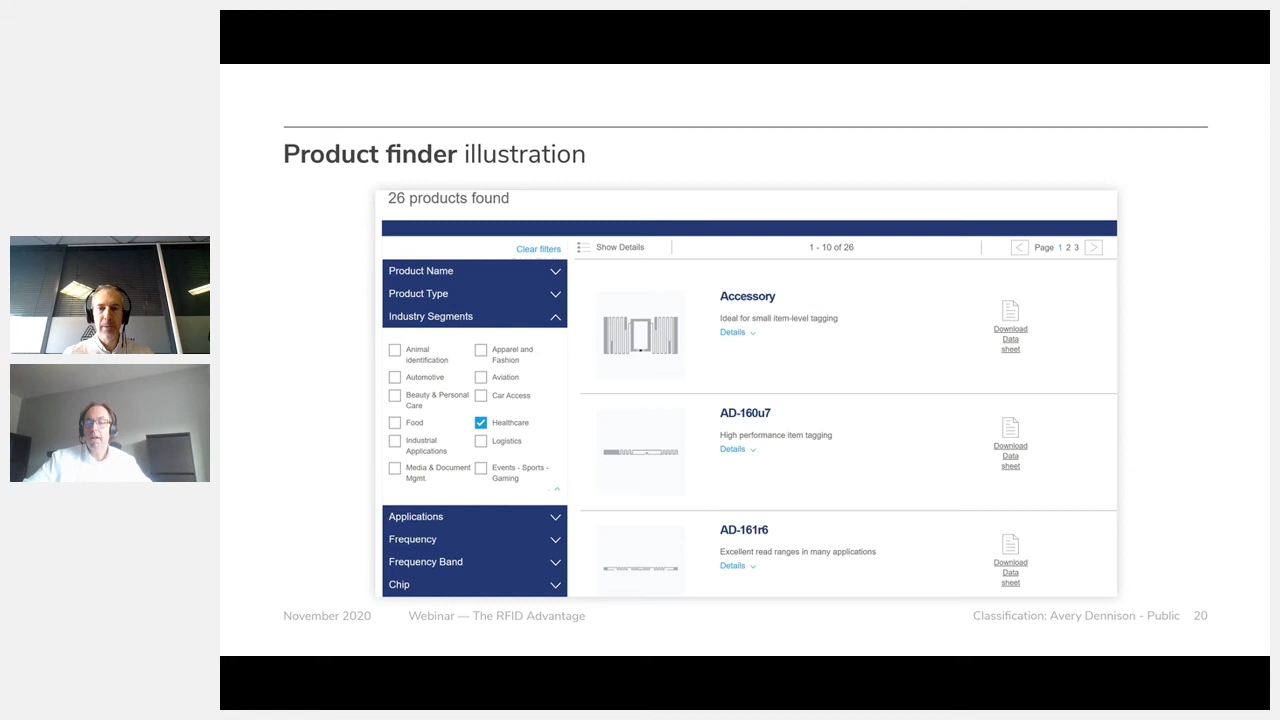 Product finder illustration
26 products found
Clear filters
Show Details
1 - 10 of 26
Page 1 2 3
Product Name
Product Type
Industry Segments
Animal
identification
Apparel and
Fashion
Automotive
Aviation
Beauty & Personal
Care
Car Access
Food
Healthcare
Industrial
Applications
Logistics
Media & Document
Mgmt.
Events - Sports -
Gaming
Applications
Frequency
Frequency Band
Chip
Accessory
Ideal for small item-level tagging
Details
Download
Data
sheet
AD-160u7
High performance item tagging
Details
Download
Data
sheet
AD-161r6
Excellent read ranges in many applications
Details
Download
Data
sheet
November 2020 Webinar — The RFID Advantage Classification: Avery Dennison - Public 20